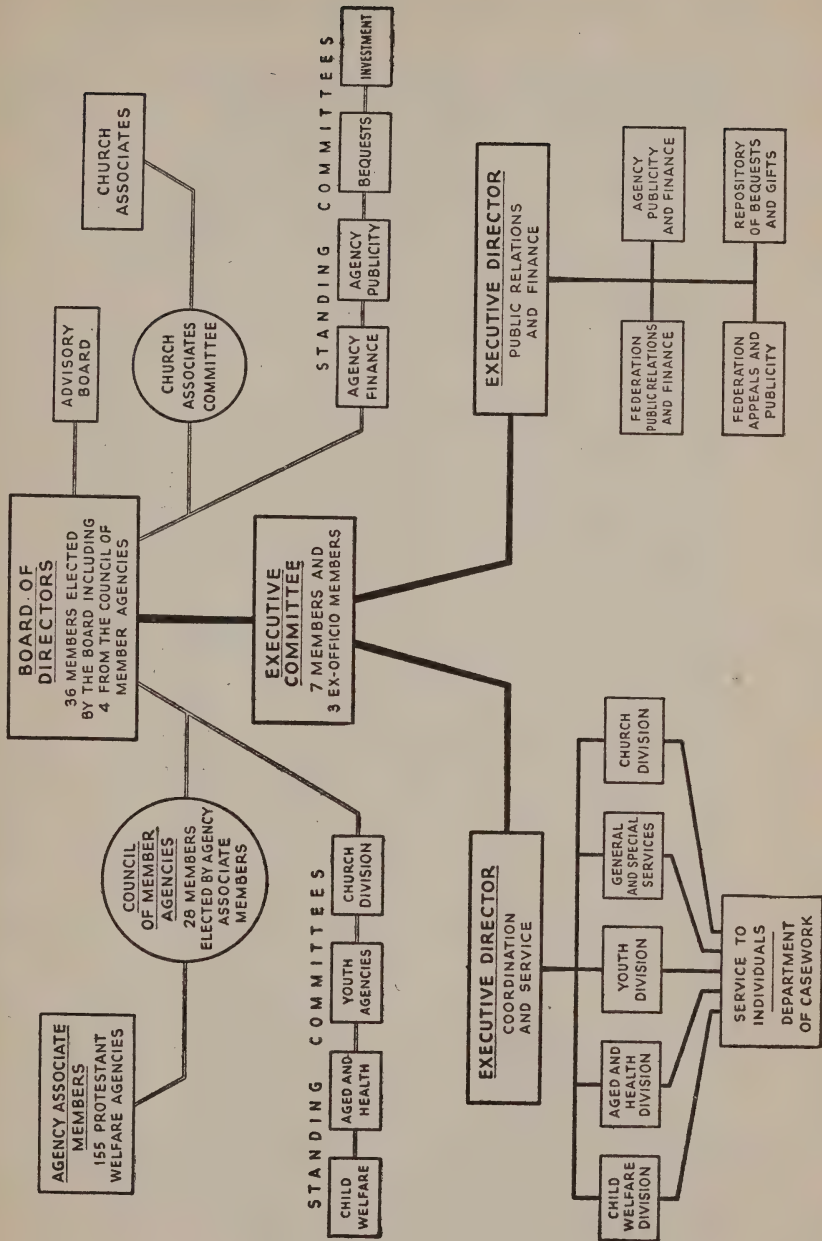 BOARD OF
DIRECTORS
36 MEMBERS ELECTED
BY THE BOARD INCLUDING
4 FROM THE COUNCIL OF
MEMBER AGENCIES
ADVISORY
BOARD
CHURCH
ASSOCIATES
CHURCH
ASSOCIATES
COMMITTEE
AGENCY ASSOCIATE
MEMBERS
155 PROTESTANT
WELFARE AGENCIES
COUNCIL
OF MEMBER
AGENCIES
28 MEMBERS
ELECTED BY AGENCY
ASSOCIATE
MEMBERS
STANDING COMMITTEES
CHILD
WELFARE
AGED AND
HEALTH
YOUTH
AGENCIES
CHURCH
DIVISION
EXECUTIVE
COMMITTEE
7 MEMBERS AND
3 EX-OFFICIO MEMBERS
STANDING COMMITTEES
AGENCY
FINANCE
AGENCY
PUBLICITY
BEQUESTS
INVESTMENT
EXECUTIVE DIRECTOR
COORDINATION
AND SERVICE
EXECUTIVE DIRECTOR
PUBLIC RELATIONS
AND FINANCE
CHILD
WELFARE
DIVISION
AGED AND
HEALTH
DIVISION
YOUTH
DIVISION
GENERAL
AND SPECIAL
SERVICES
CHURCH
DIVISION
SERVICE TO
INDIVIDUALS
DEPARTMENT
OF CASEWORK
FEDERATION
PUBLIC RELATIONS
AND FINANCE
AGENCY
PUBLICITY
AND FINANCE
FEDERATION
APPEALS AND
PUBLICITY
REPOSITORY
OF BEQUESTS
AND GIFTS